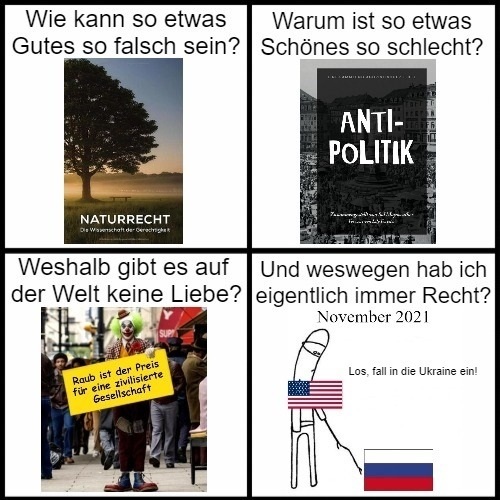 Wie kann so etwas
Gutes so falsch sein?
NATURRECHT
Die Wissenschaft der Gerechtigkeit
Warum ist so etwas
Schönes so schlecht?
ANTI-
POLITIK
Weshalb gibt es auf
der Welt keine Liebe?
Raub ist der Preis
für eine zivilisierte
Gesellschaft
Und weswegen hab ich
eigentlich immer Recht?
November 2021
Los, fall in die Ukraine ein!